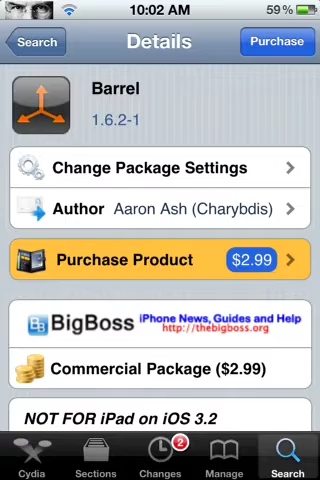 10:02 AM
59%
Search
Details
Purchase
Barrel
1.6.2-1
Change Package Settings
Author Aaron Ash (Charybdis)
Purchase Product $2.99
BigBoss iPhone News, Guides and Help
http://thebigboss.org
Commercial Package ($2.99)
NOT FOR iPad on iOS 3.2
2
Cydia Sections Changes Manage Search